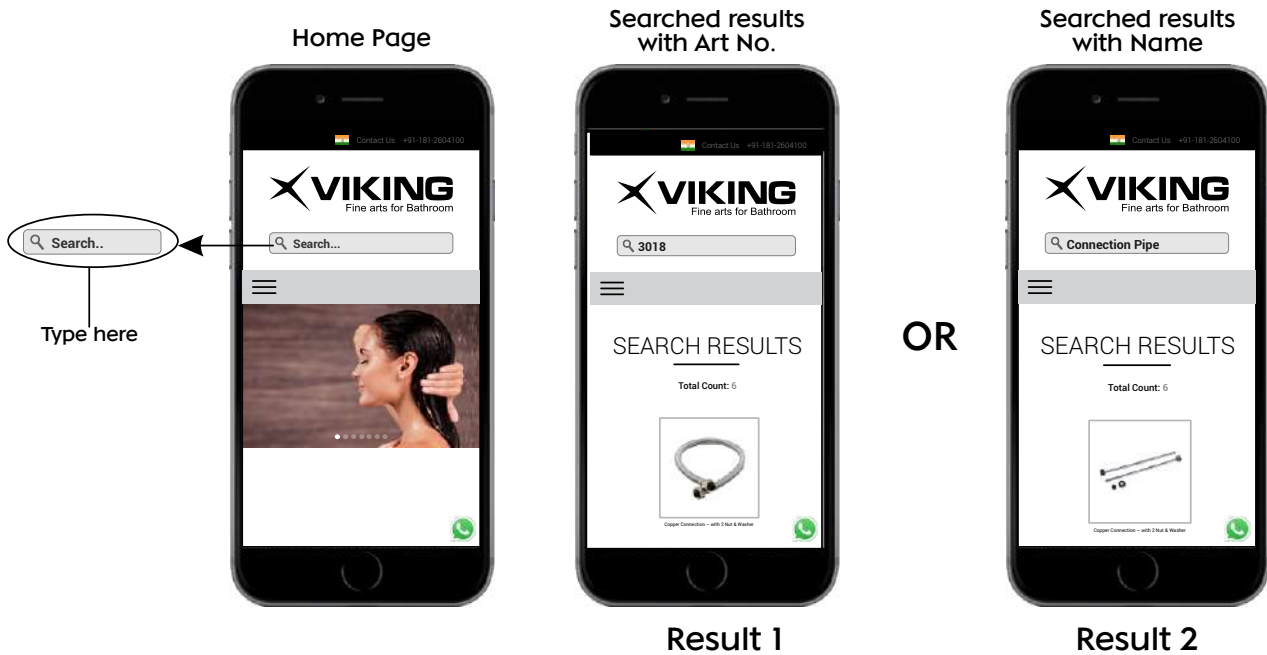 Home Page
Searched results
with Art No.
Searched results
with Name
Contact Us +91-181-2604100
VIKING
Fine arts for Bathroom
Search...
Search..
Type here
Contact Us +91-181-2604100
VIKING
Fine arts for Bathroom
3018
SEARCH RESULTS
Total Count: 6
Copper Connection – with 2 Nut & Washer
Result 1
OR
Contact Us +91-181-2604100
VIKING
Fine arts for Bathroom
Connection Pipe
SEARCH RESULTS
Total Count: 6
Copper Connection – with 2 Nut & Washer
Result 2